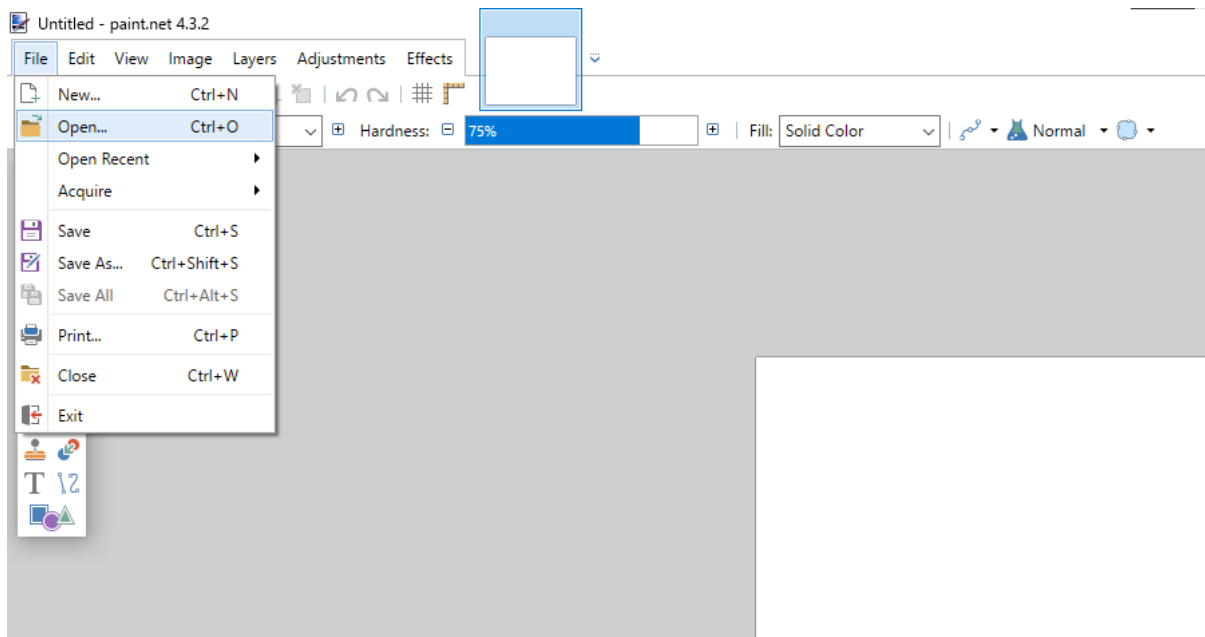 Untitled - paint.net 4.3.2
File Edit View Image Layers Adjustments Effects
New... Ctrl+N
Open... Ctrl+O
Hardness: 75% Fill: Solid Color Normal
Open Recent
Acquire
Save Ctrl+S
Save As... Ctrl+Shift+S
Save All Ctrl+Alt+S
Print... Ctrl+P
Close Ctrl+W
Exit
T